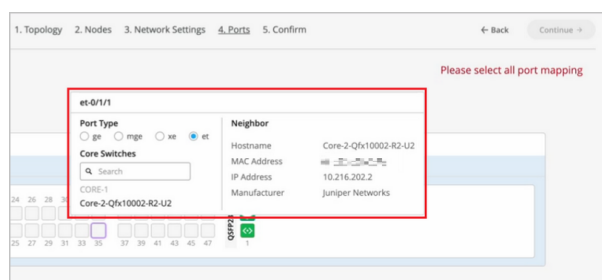 1. Topology 2. Nodes 3. Network Settings 4. Ports 5. Confirm ← Back Continue →
Please select all port mapping
et-0/1/1
Port Type
ge mge xe et
Core Switches
Search
CORE-1
Core-2-Qfx10002-R2-U2
Neighbor
Hostname Core-2-Qfx10002-R2-U2
MAC Address
IP Address 10.216.202.2
Manufacturer Juniper Networks
24 26 28 30
25 27 29 31 33 35 37 39 41 43 45 47
QSFP28
1